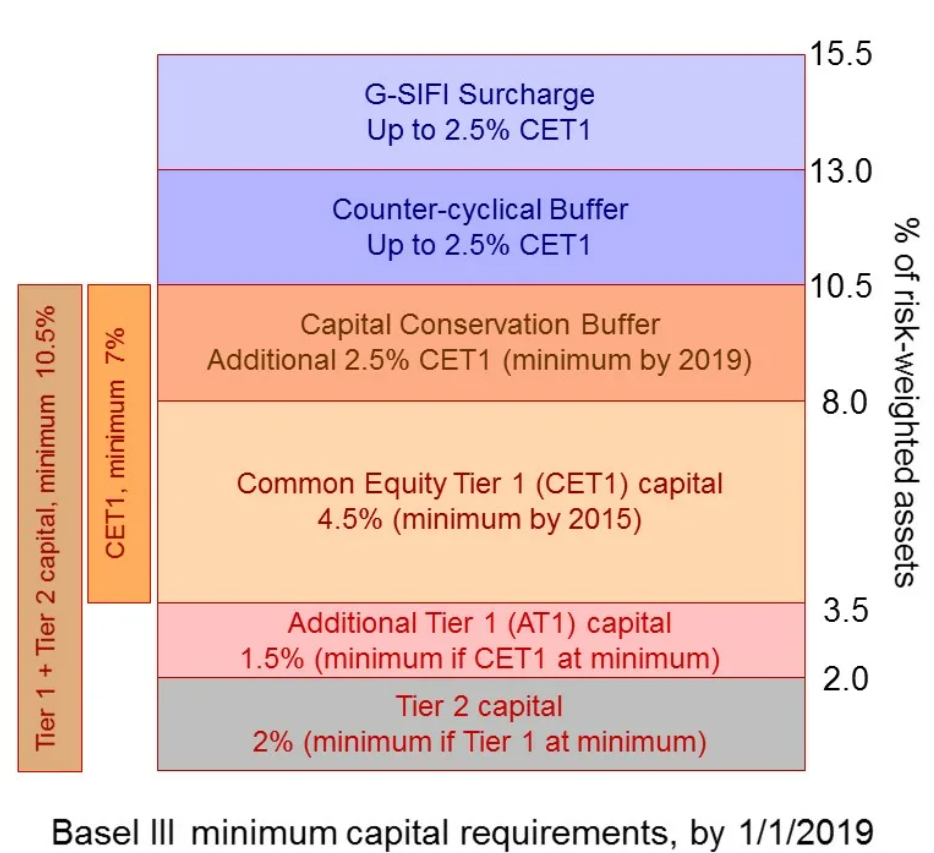 15.5
G-SIFI Surcharge
Up to 2.5% CET1
13.0
Counter-cyclical Buffer
Up to 2.5% CET1
10.5
Capital Conservation Buffer
Additional 2.5% CET1 (minimum by 2019)
8.0
Common Equity Tier 1 (CET1) capital
4.5% (minimum by 2015)
3.5
Additional Tier 1 (AT1) capital
1.5% (minimum if CET1 at minimum)
2.0
Tier 2 capital
2% (minimum if Tier 1 at minimum)
Tier 1 + Tier 2 capital, minimum 10.5%
CET1, minimum 7%
% of risk-weighted assets
Basel III minimum capital requirements, by 1/1/2019